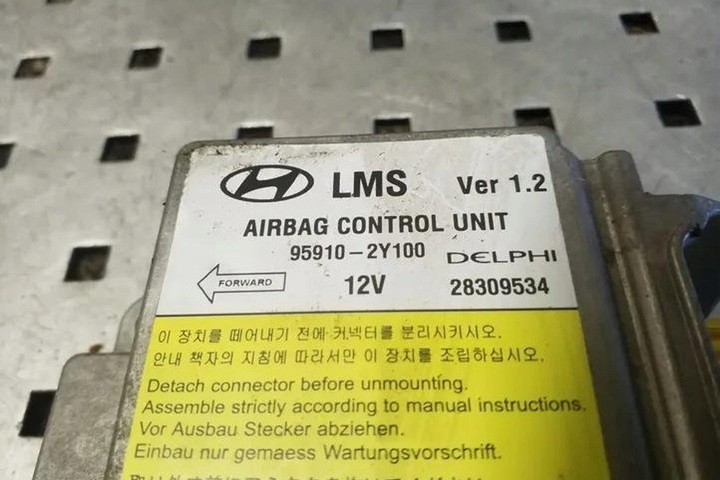 LMS Ver 1.2
AIRBAG CONTROL UNIT
95910-2Y100 DELPHI
FORWARD 12V 28309534
이 장치를 떼어내기 전에 커넥터를 분리시키시오.
안내 책자의 지침에 따라서만 이 장치를 조립하십시오.
Detach connector before unmounting.
Assemble strictly according to manual instructions.
Vor Ausbau Stecker abziehen.
Einbau nur gemaess Wartungsvorschrift.